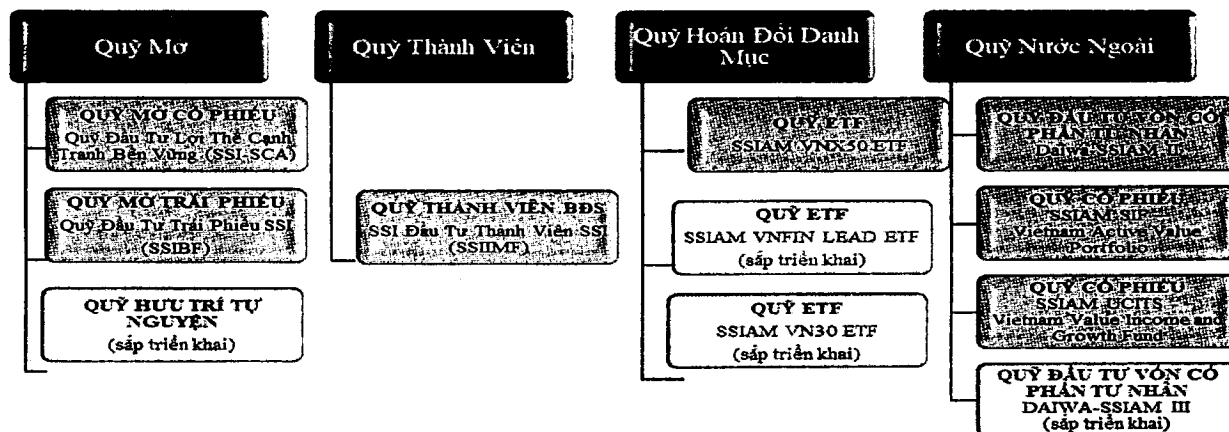 Quỹ Mở
QUỸ MỞ CỔ PHIẾU
Quỹ Đầu Tư Lợi Thế Cạnh
Tranh Bền Vững (SSI-SCA)
QUỸ MỞ TRÁI PHIẾU
Quỹ Đầu Tư Trái Phiếu SSI
(SSIBF)
QUỸ HƯU TRÍ TỰ
NGUYỆN
(sắp triển khai)
Quỹ Thành Viên
QUỸ THÀNH VIÊN BĐS
SSI Đầu Tư Thành Viên SSI
(SSIIMF)
Quỹ Hoán Đổi Danh
Mục
QUỸ ETF
SSIAM VNX50 ETF
QUỸ ETF
SSIAM VNFIN LEAD ETF
(sắp triển khai)
QUỸ ETF
SSIAM VN30 ETF
(sắp triển khai)
Quỹ Nước Ngoài
QUỸ ĐẦU TƯ VỐN CỔ
PHẦN TƯ NHÂN
Daiwa-SSIAM II
QUỸ CỔ PHIẾU
SSIAM SIF -
Vietnam Active Value
Portfolio
QUỸ CỔ PHIẾU
SSIAM UCITS -
Vietnam Value Income and
Growth Fund
QUỸ ĐẦU TƯ VỐN CỔ
PHẦN TƯ NHÂN
DAIWA-SSIAM III
(sắp triển khai)